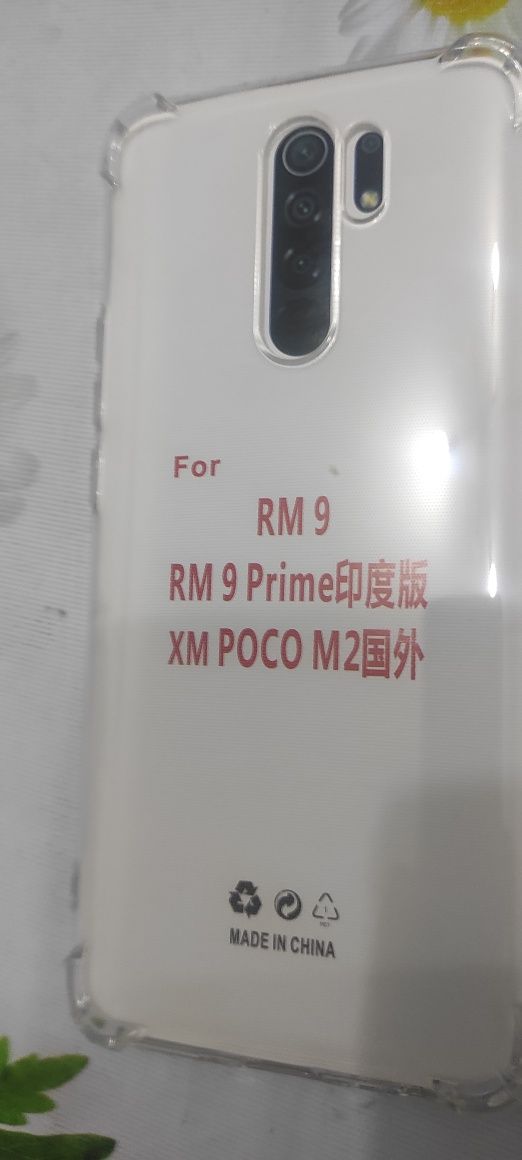 For
RM 9
RM 9 Prime印度版
XM POCO M2国外
MADE IN CHINA